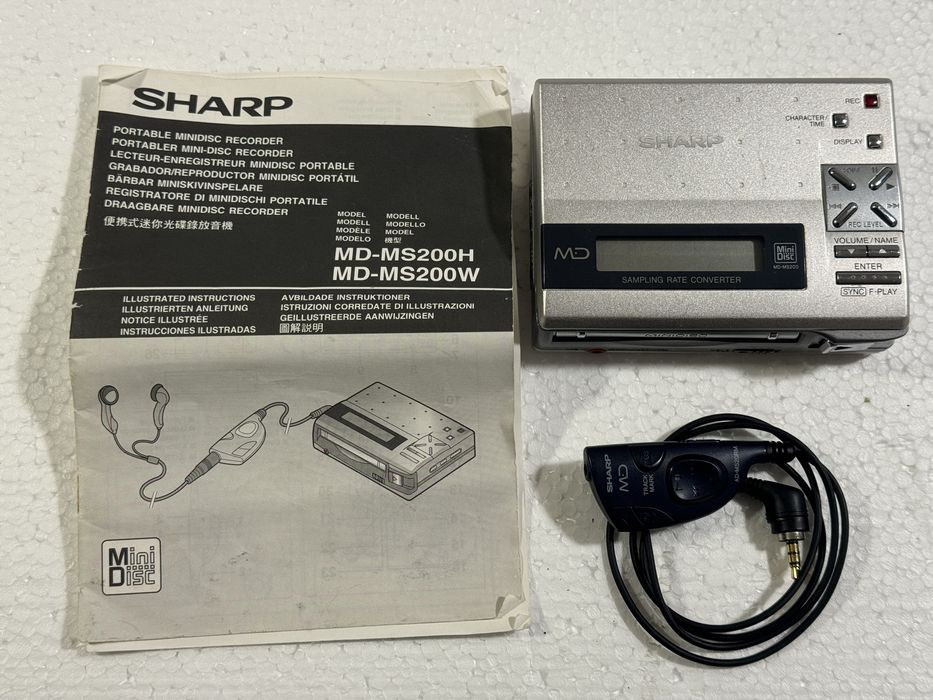 SHARP
PORTABLE MINIDISC RECORDER
PORTABLER MINI-DISC RECORDER
LECTEUR-ENREGISTREUR MINIDISC PORTABLE
GRABADOR/REPRODUCTOR MINIDISC PORTÁTIL
BÄRBAR MINISKIVINSPELARE
REGISTRATORE DI MINIDISCHI PORTATILE
DRAAGBARE MINIDISC RECORDER
便携式迷你光碟錄放音機
MODEL MODELL
MODELL MODELLO
MODÈLE MODEL
MODELO 機型
MD-MS200H
MD-MS200W
ILLUSTRATED INSTRUCTIONS
ILLUSTRIERTEN ANLEITUNG
NOTICE ILLUSTRÉE
INSTRUCCIONES ILUSTRADAS
AVBILDADE INSTRUKTIONER
ISTRUZIONI CORREDATE DI ILLUSTRAZIONI
GEILLUSTREERDE AANWIJZINGEN
圖解説明
Mini
Disc
SHARP
REC
CHARACTER/
TIME
DISPLAY
REC LEVEL
VOLUME/NAME
ENTER
SYNC F·PLAY
MD
Mini
Disc
MD-MS200
SAMPLING RATE CONVERTER
SHARP
MD
TRACK
MARK